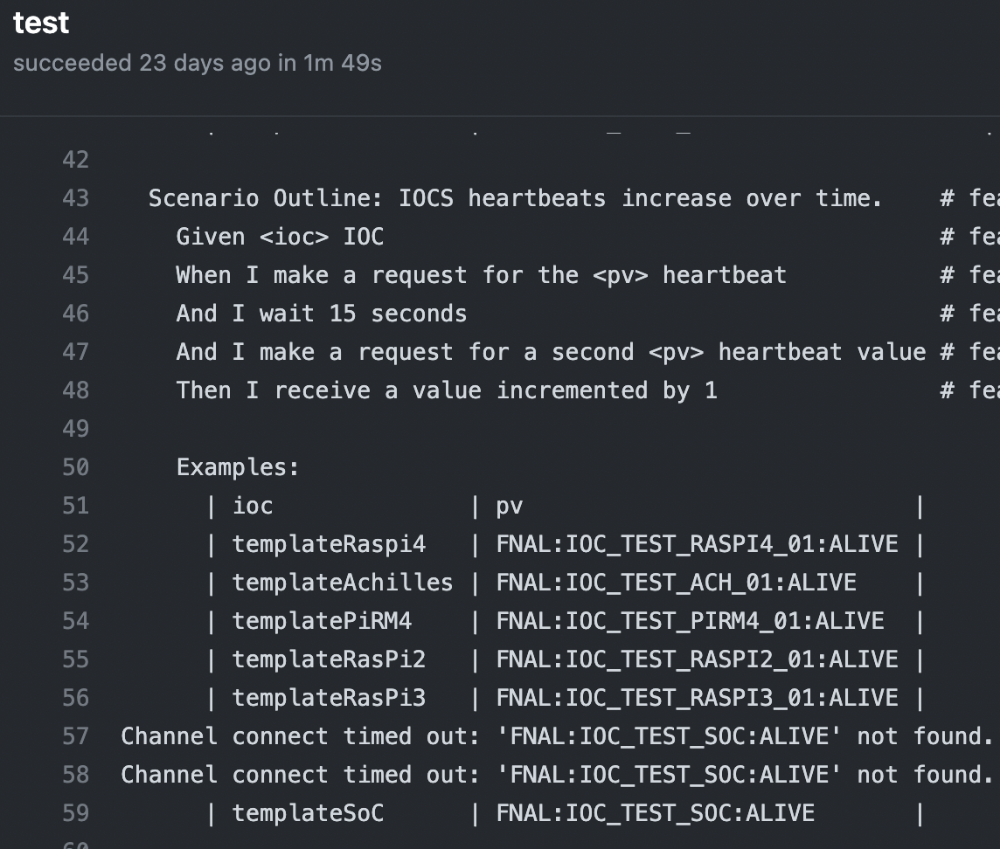 test
succeeded 23 days ago in 1m 49s
42
43 Scenario Outline: IOCS heartbeats increase over time. # fea
44 Given <ioc> IOC # fea
45 When I make a request for the <pv> heartbeat # fea
46 And I wait 15 seconds # fea
47 And I make a request for a second <pv> heartbeat value # fea
48 Then I receive a value incremented by 1 # fea
49
50 Examples:
51 | ioc | pv |
52 | templateRaspi4 | FNAL:IOC_TEST_RASPI4_01:ALIVE |
53 | templateAchilles | FNAL:IOC_TEST_ACH_01:ALIVE |
54 | templatePiRM4 | FNAL:IOC_TEST_PIRM4_01:ALIVE |
55 | templateRasPi2 | FNAL:IOC_TEST_RASPI2_01:ALIVE |
56 | templateRasPi3 | FNAL:IOC_TEST_RASPI3_01:ALIVE |
57 Channel connect timed out: 'FNAL:IOC_TEST_SOC:ALIVE' not found.
58 Channel connect timed out: 'FNAL:IOC_TEST_SOC:ALIVE' not found.
59 | templateSoC | FNAL:IOC_TEST_SOC:ALIVE |
60